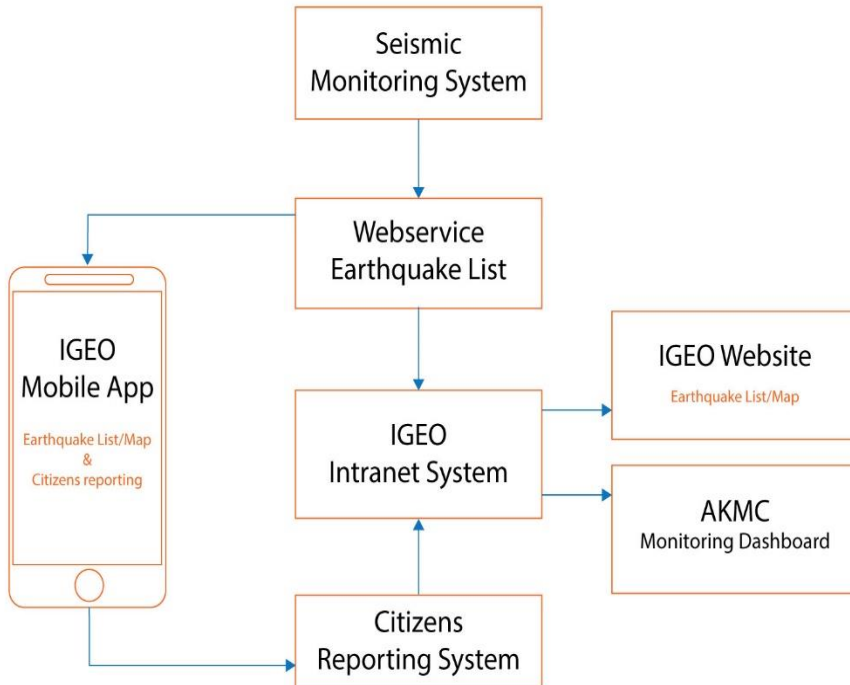 Seismic
Monitoring System
Webservice
Earthquake List
IGEO
Mobile App
Earthquake List/Map
&
Citizens reporting
IGEO
Intranet System
IGEO Website
Earthquake List/Map
AKMC
Monitoring Dashboard
Citizens
Reporting System